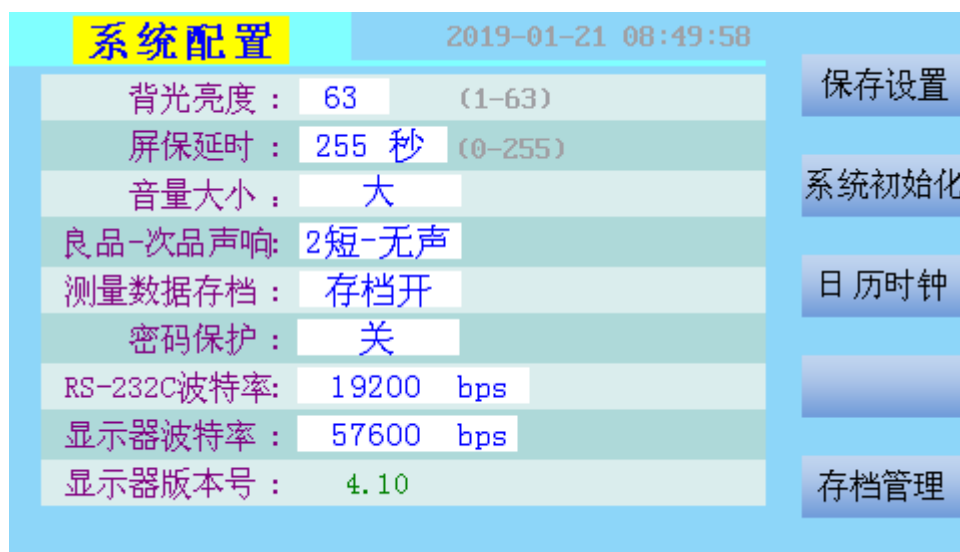 系统配置 2019-01-21 08:49:58
背光亮度： 63 (1-63)
屏保延时： 255 秒 (0-255)
音量大小： 大
良品-次品声响: 2短-无声
测量数据存档： 存档开
密码保护： 关
RS-232C波特率: 19200 bps
显示器波特率： 57600 bps
显示器版本号： 4.10
保存设置
系统初始化
日历时钟
存档管理